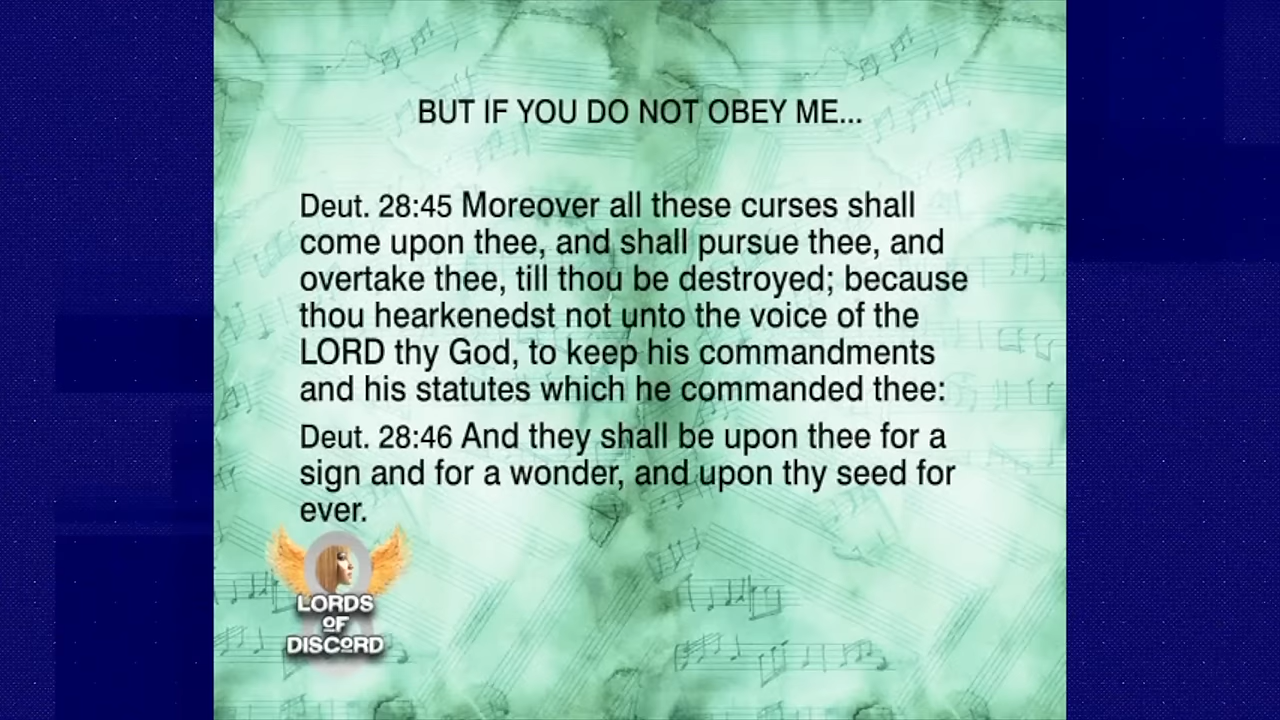 BUT IF YOU DO NOT OBEY ME...
Deut. 28:45 Moreover all these curses shall
come upon thee, and shall pursue thee, and
overtake thee, till thou be destroyed; because
thou hearkenedst not unto the voice of the
LORD thy God, to keep his commandments
and his statutes which he commanded thee:
Deut. 28:46 And they shall be upon thee for a
sign and for a wonder, and upon thy seed for
ever.
LORDS
OF
DISCORD